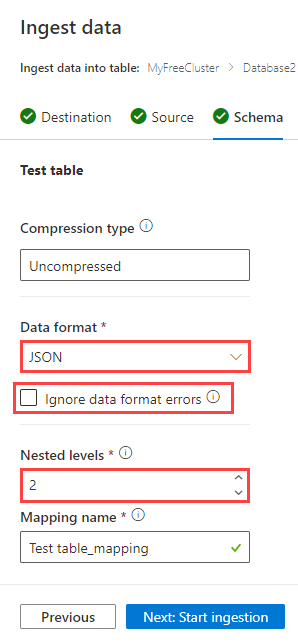 Ingest data
Ingest data into table: MyFreeCluster > Database2
Destination Source Schema
Test table
Compression type
Uncompressed
Data format *
JSON
Ignore data format errors
Nested levels *
2
Mapping name *
Test table_mapping
Previous Next: Start ingestion